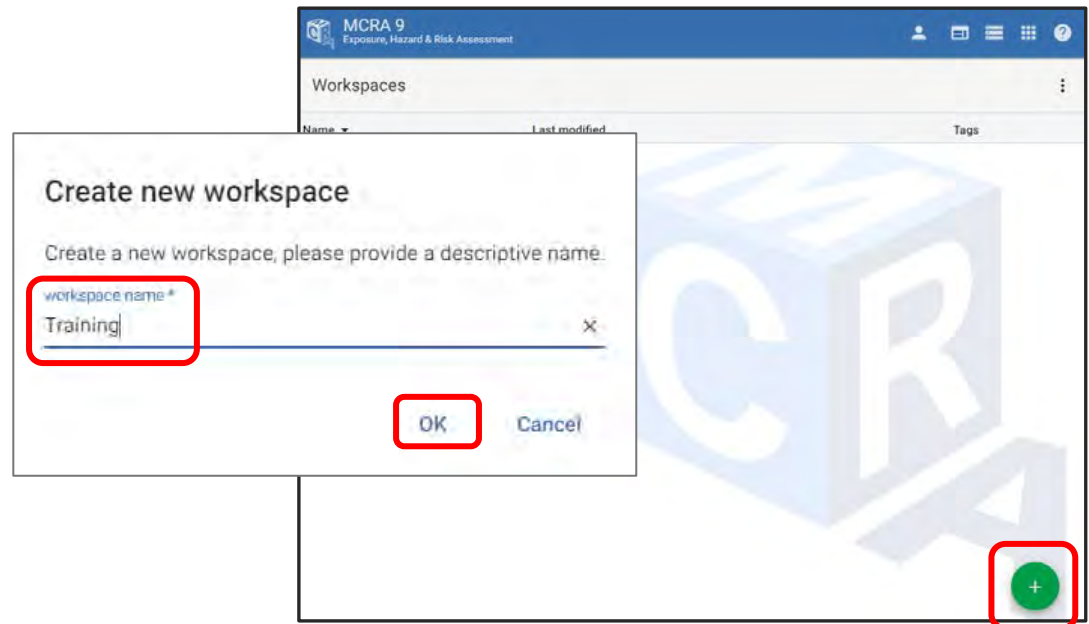 MCRA 9
Exposure, Hazard & Risk Assessment
Workspaces
Name
Last modified
Tags
Create new workspace
Create a new workspace, please provide a descriptive name.
workspace name *
Training
OK
Cancel
M
C
R
A